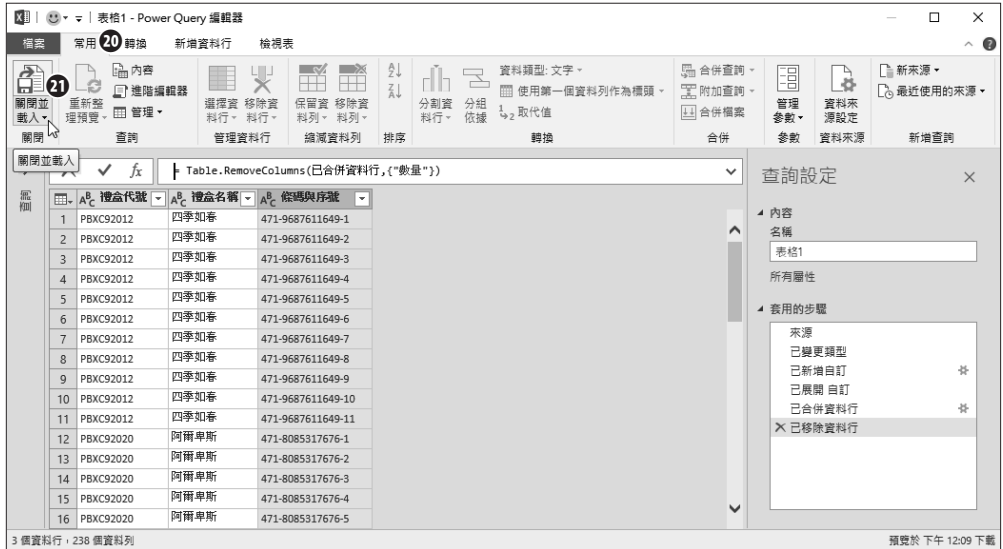 表格1 - Power Query 編輯器
檔案 常用 20 轉換 新增資料行 檢視表
21
關閉並載入
重新整理預覽
內容
進階編輯器
管理
選擇資料行
移除資料行
保留資料列
移除資料列
分割資料行
分組依據
資料類型: 文字
使用第一個資料列作為標頭
取代值
合併查詢
附加查詢
合併檔案
管理參數
資料來源設定
新來源
最近使用的來源
關閉 查詢 管理資料行 縮減資料列 排序 轉換 合併 參數 資料來源 新增查詢
關閉並載入
fx = Table.RemoveColumns(已合併資料行,{"數量"})
查詢
禮盒代號 禮盒名稱 條碼與序號
1 PBXC92012 四季如春 471-9687611649-1
2 PBXC92012 四季如春 471-9687611649-2
3 PBXC92012 四季如春 471-9687611649-3
4 PBXC92012 四季如春 471-9687611649-4
5 PBXC92012 四季如春 471-9687611649-5
6 PBXC92012 四季如春 471-9687611649-6
7 PBXC92012 四季如春 471-9687611649-7
8 PBXC92012 四季如春 471-9687611649-8
9 PBXC92012 四季如春 471-9687611649-9
10 PBXC92012 四季如春 471-9687611649-10
11 PBXC92012 四季如春 471-9687611649-11
12 PBXC92020 阿爾卑斯 471-8085317676-1
13 PBXC92020 阿爾卑斯 471-8085317676-2
14 PBXC92020 阿爾卑斯 471-8085317676-3
15 PBXC92020 阿爾卑斯 471-8085317676-4
16 PBXC92020 阿爾卑斯 471-8085317676-5
查詢設定
內容
名稱
表格1
所有屬性
套用的步驟
來源
已變更類型
已新增自訂
已展開 自訂
已合併資料行
已移除資料行
3 個資料行，238 個資料列
預覽於 下午 12:09 下載